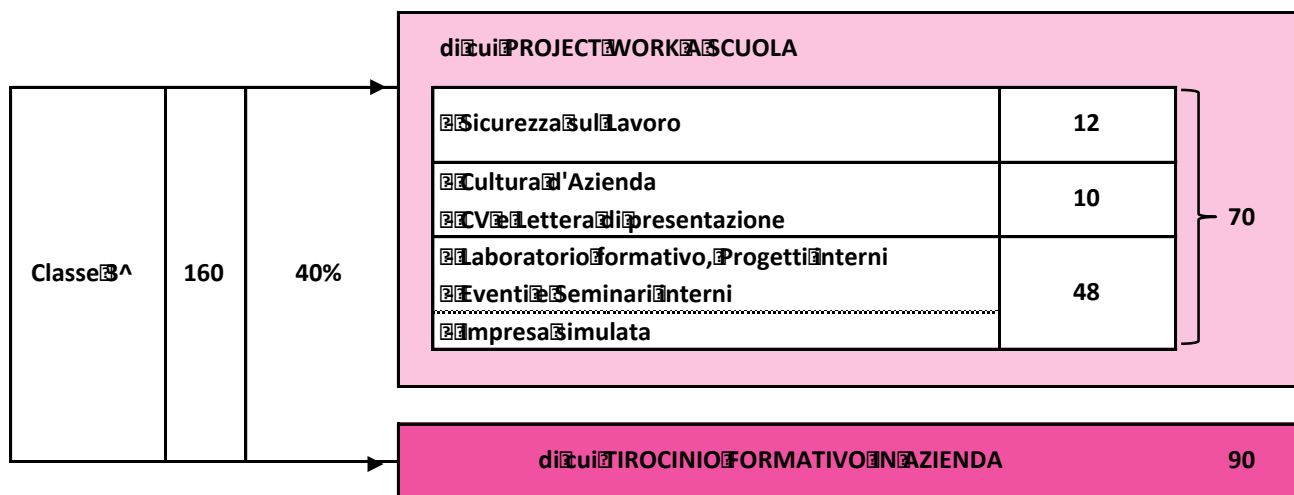 di cui PROJECT WORK A SCUOLA
- Sicurezza sul Lavoro 12
- Cultura d'Azienda
- CV e Lettera di presentazione
10
- Laboratorio formativo, Progetti interni
- Eventi e Seminari interni
- Impresa simulata
48
70
Classe 3^ 160 40%
di cui TIROCINIO FORMATIVO IN AZIENDA 90